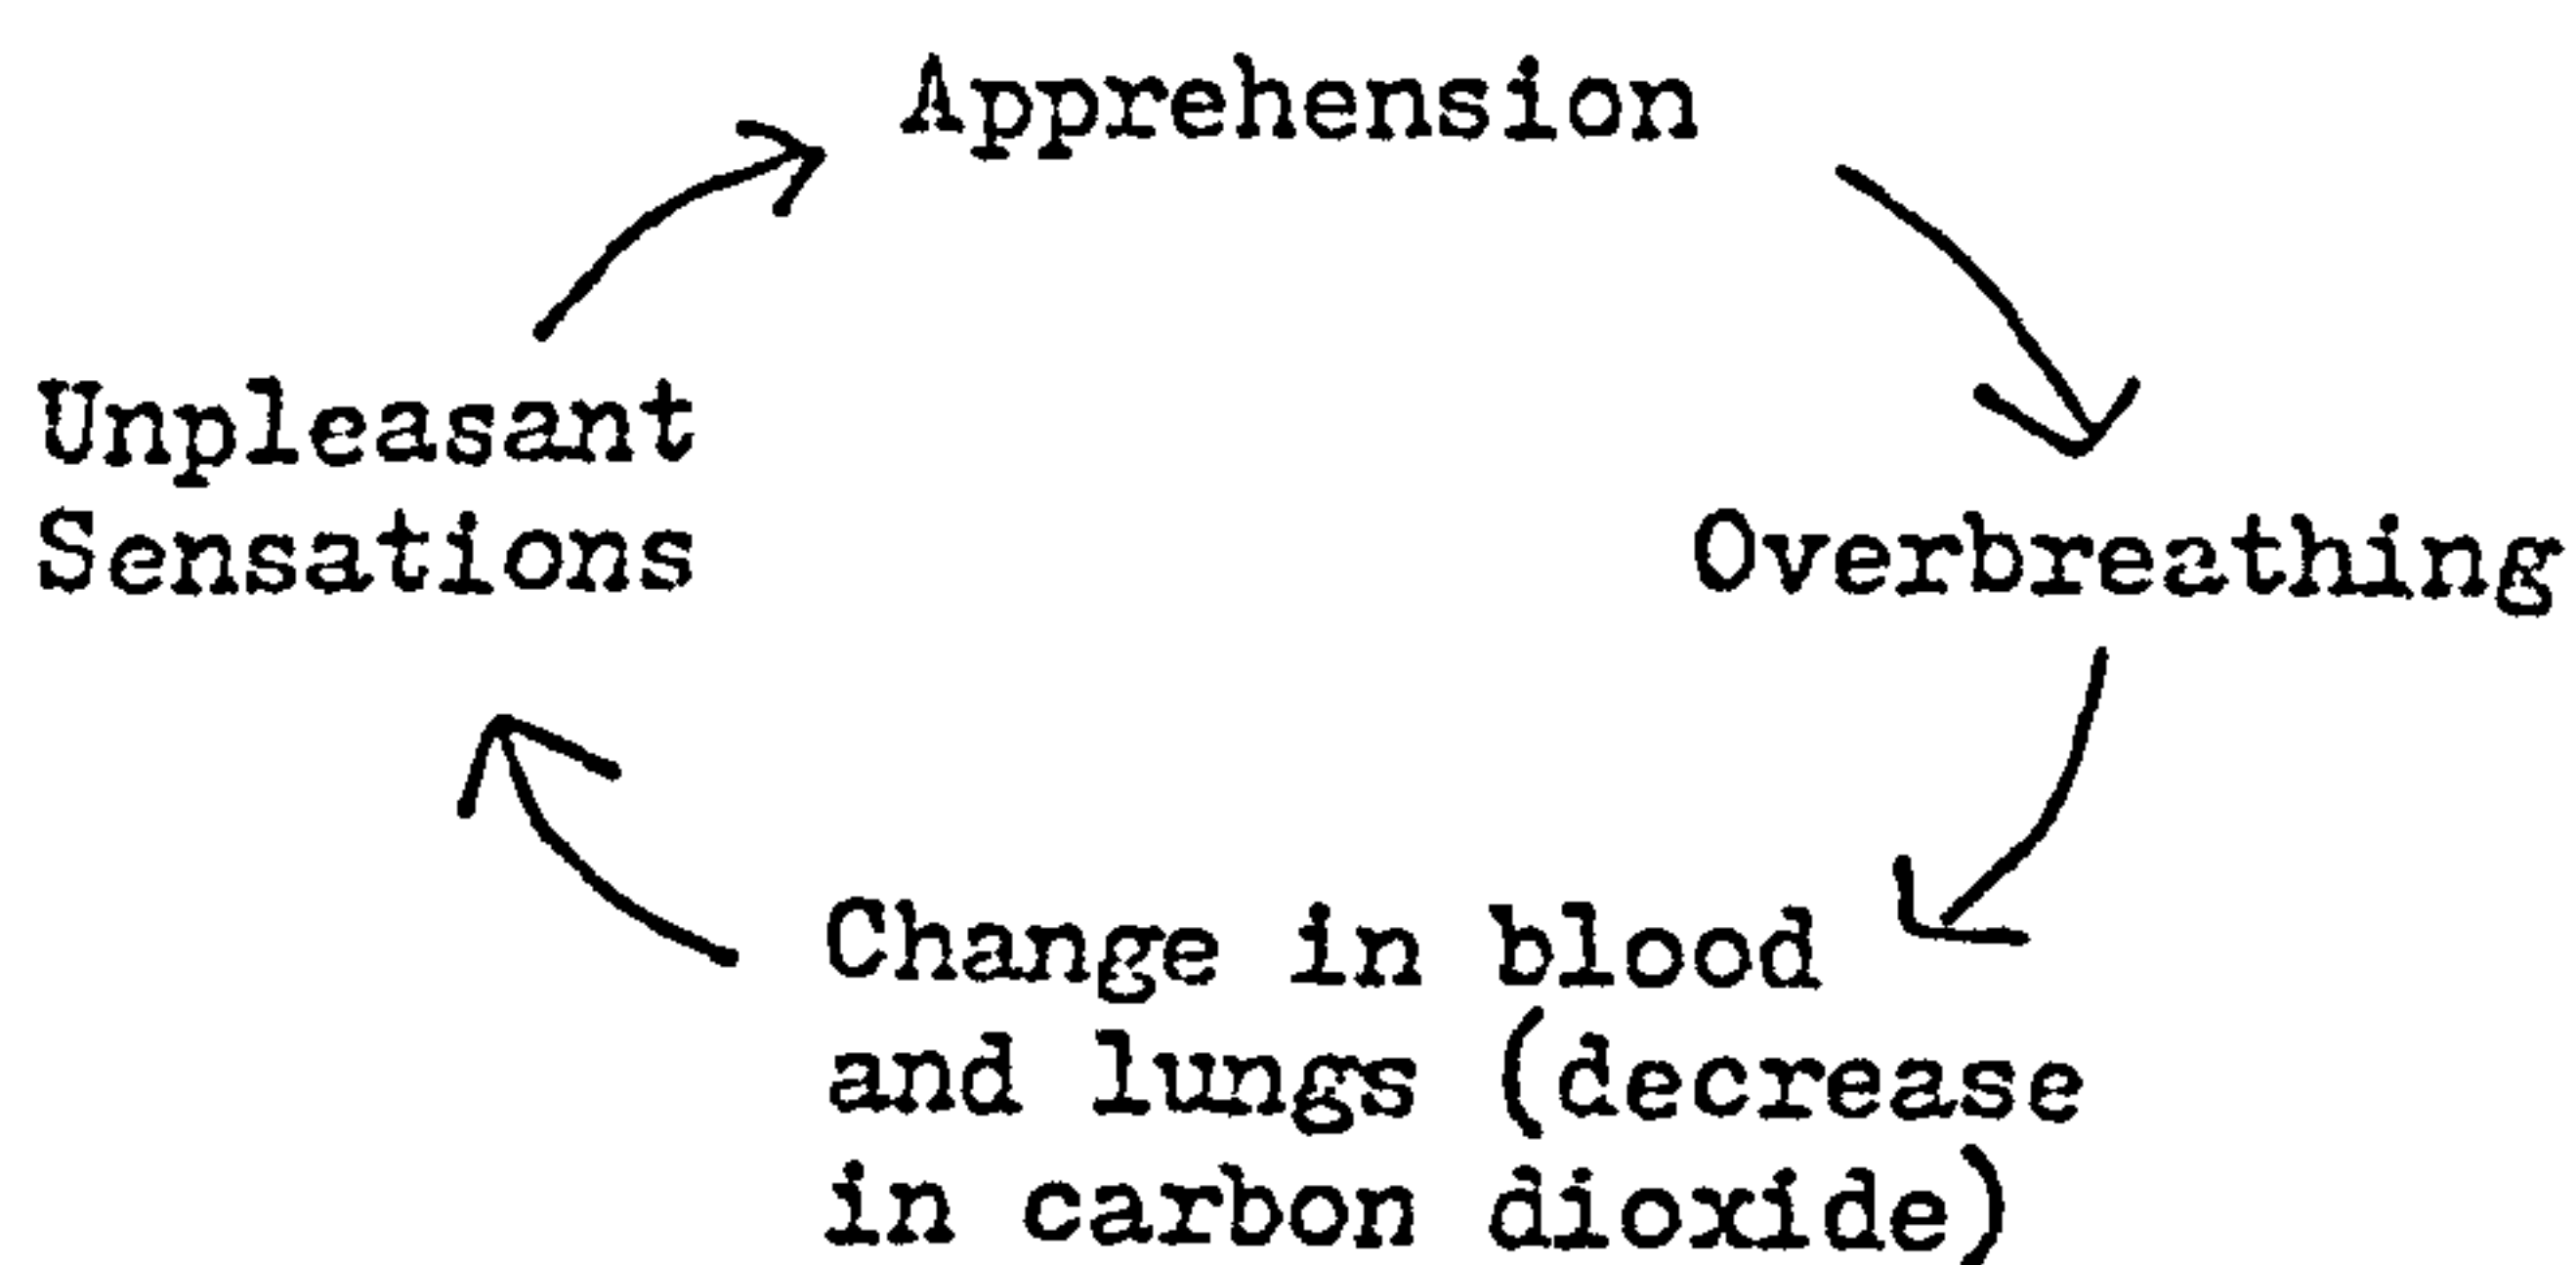 Apprehension
Unpleasant
Sensations
Overbreathing
Change in blood
and lungs (decrease
in carbon dioxide)